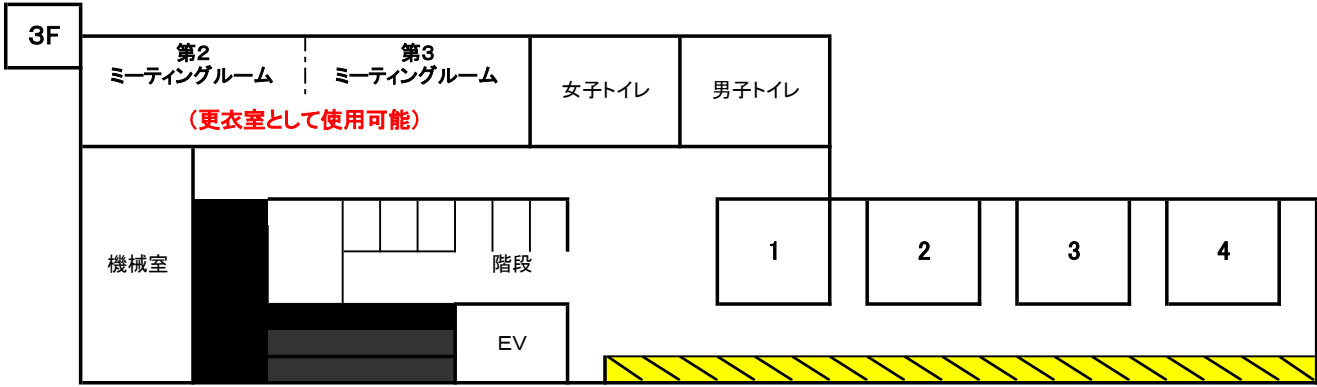 3F
第2
ミーティングルーム
第3
ミーティングルーム
(更衣室として使用可能)
女子トイレ
男子トイレ
機械室
階段
EV
1
2
3
4